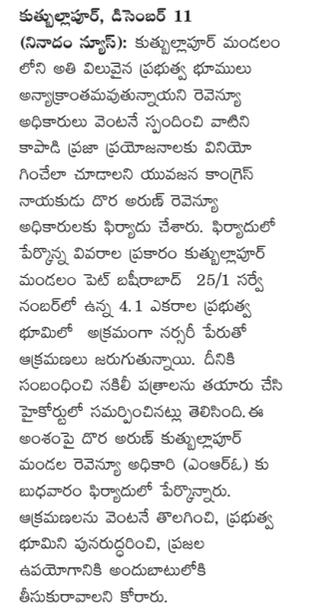 కుత్బుల్లాపూర్, డిసెంబర్ 11
(నినాదం న్యూస్): కుత్బుల్లాపూర్ మండలం
లోని అతి విలువైన ప్రభుత్వ భూములు
అన్యాక్రాంతమవుతున్నాయని రెవెన్యూ
అధికారులు వెంటనే స్పందించి వాటిని
కాపాడి ప్రజా ప్రయోజనాలకు వినియో
గించేలా చూడాలని యువజన కాంగ్రెస్
నాయకుడు దొర అరుణ్ రెవెన్యూ
అధికారులకు ఫిర్యాదు చేశారు. ఫిర్యాదులో
పేర్కొన్న వివరాల ప్రకారం కుత్బుల్లాపూర్
మండలం పెట్ బషీరాబాద్ 25/1 సర్వే
నంబర్‌లో ఉన్న 4.1 ఎకరాల ప్రభుత్వ
భూమిలో అక్రమంగా నర్సరీ పేరుతో
ఆక్రమణలు జరుగుతున్నాయి. దీనికి
సంబంధించి నకిలీ పత్రాలను తయారు చేసి
హైకోర్టులో సమర్పించినట్లు తెలిసింది.ఈ
అంశంపై దొర అరుణ్ కుత్బుల్లాపూర్
మండల రెవెన్యూ అధికారి (ఎంఆర్ఓ) కు
బుధవారం ఫిర్యాదులో పేర్కొన్నారు.
ఆక్రమణలను వెంటనే తొలగించి, ప్రభుత్వ
భూమిని పునరుద్ధరించి, ప్రజల
ఉపయోగానికి అందుబాటులోకి
తీసుకురావాలని కోరారు.